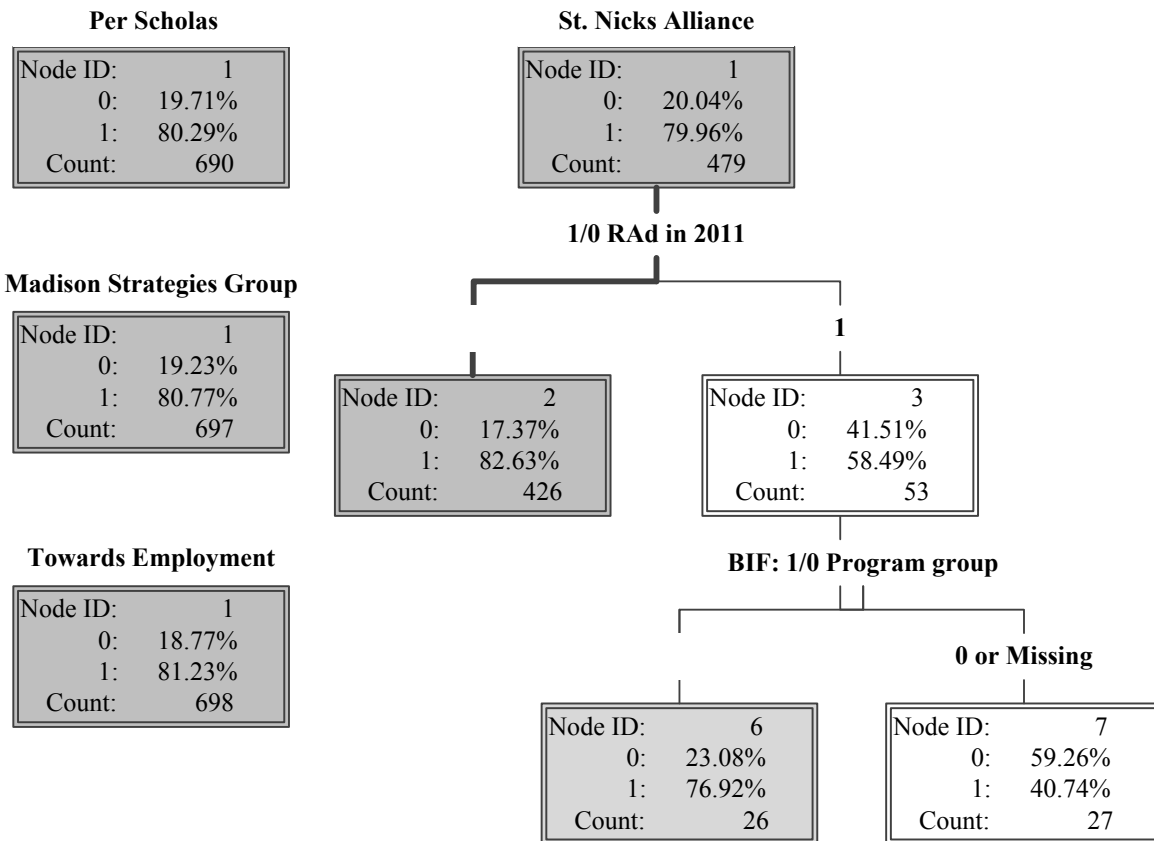 Per Scholas
Node ID: 1
0: 19.71%
1: 80.29%
Count: 690
Madison Strategies Group
Node ID: 1
0: 19.23%
1: 80.77%
Count: 697
Towards Employment
Node ID: 1
0: 18.77%
1: 81.23%
Count: 698
St. Nicks Alliance
Node ID: 1
0: 20.04%
1: 79.96%
Count: 479
1/0 RAd in 2011
Node ID: 2
0: 17.37%
1: 82.63%
Count: 426
1
Node ID: 3
0: 41.51%
1: 58.49%
Count: 53
BIF: 1/0 Program group
Node ID: 6
0: 23.08%
1: 76.92%
Count: 26
0 or Missing
Node ID: 7
0: 59.26%
1: 40.74%
Count: 27